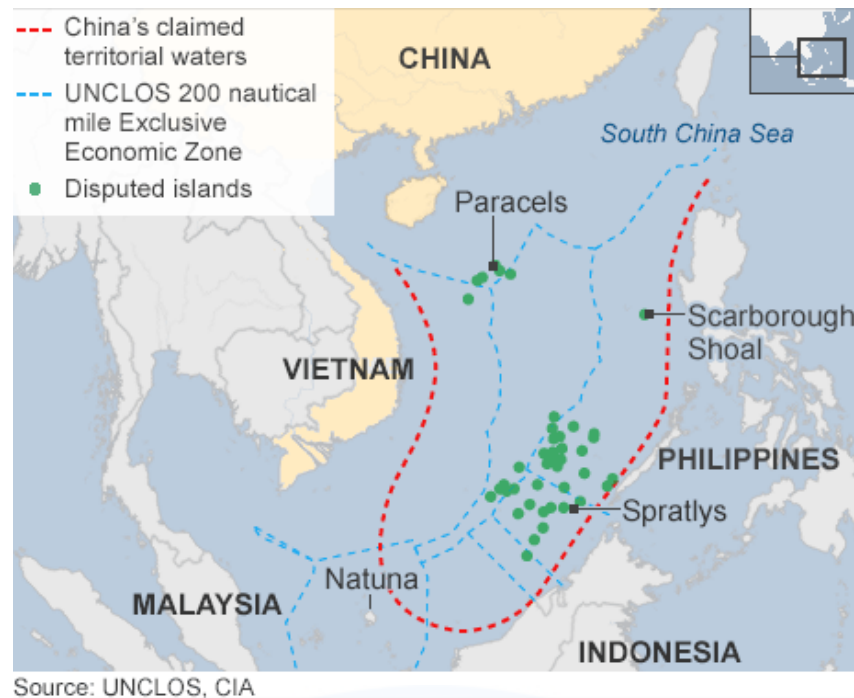 China's claimed
territorial waters
UNCLOS 200 nautical
mile Exclusive
Economic Zone
Disputed islands
CHINA
South China Sea
Paracels
Scarborough
Shoal
VIETNAM
PHILIPPINES
Spratlys
Natuna
MALAYSIA
INDONESIA
Source: UNCLOS, CIA